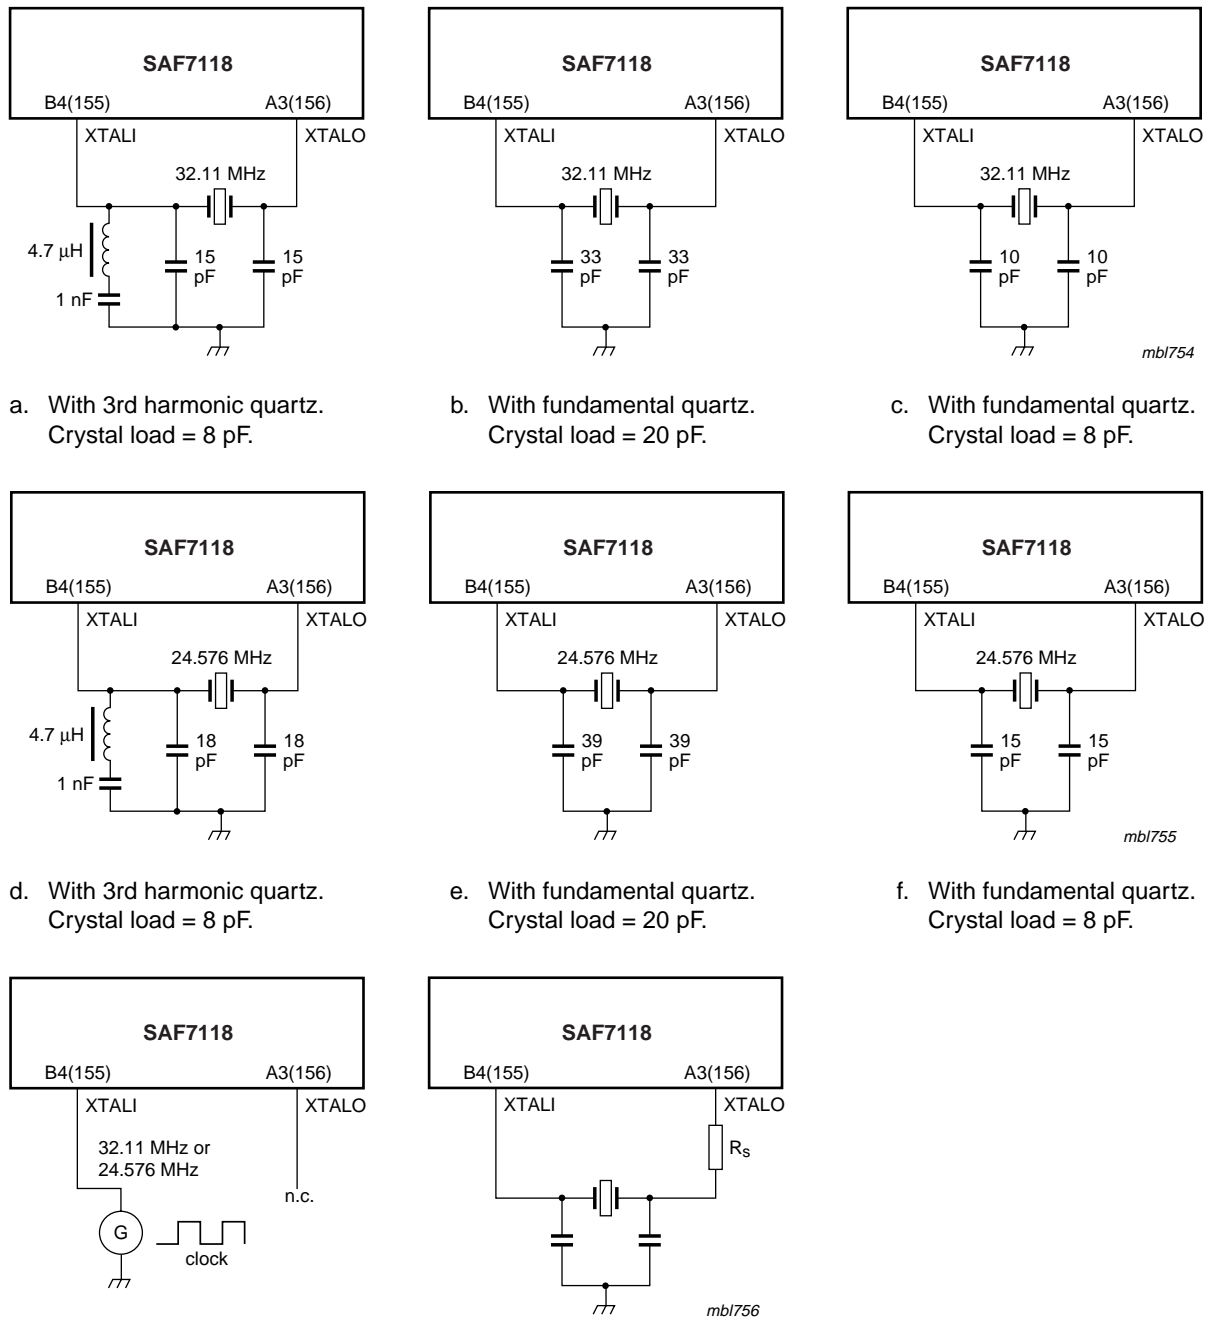 SAF7118
B4(155) A3(156)
XTALI XTALO
32.11 MHz
4.7 μH
15 pF
15 pF
1 nF
SAF7118
B4(155) A3(156)
XTALI XTALO
32.11 MHz
33 pF
33 pF
SAF7118
B4(155) A3(156)
XTALI XTALO
32.11 MHz
10 pF
10 pF
mbl754
a. With 3rd harmonic quartz.
Crystal load = 8 pF.
b. With fundamental quartz.
Crystal load = 20 pF.
c. With fundamental quartz.
Crystal load = 8 pF.
SAF7118
B4(155) A3(156)
XTALI XTALO
24.576 MHz
4.7 μH
18 pF
18 pF
1 nF
SAF7118
B4(155) A3(156)
XTALI XTALO
24.576 MHz
39 pF
39 pF
SAF7118
B4(155) A3(156)
XTALI XTALO
24.576 MHz
15 pF
15 pF
mbl755
d. With 3rd harmonic quartz.
Crystal load = 8 pF.
e. With fundamental quartz.
Crystal load = 20 pF.
f. With fundamental quartz.
Crystal load = 8 pF.
SAF7118
B4(155) A3(156)
XTALI XTALO
32.11 MHz or
24.576 MHz
n.c.
G
clock
SAF7118
B4(155) A3(156)
XTALI XTALO
Rs
mbl756